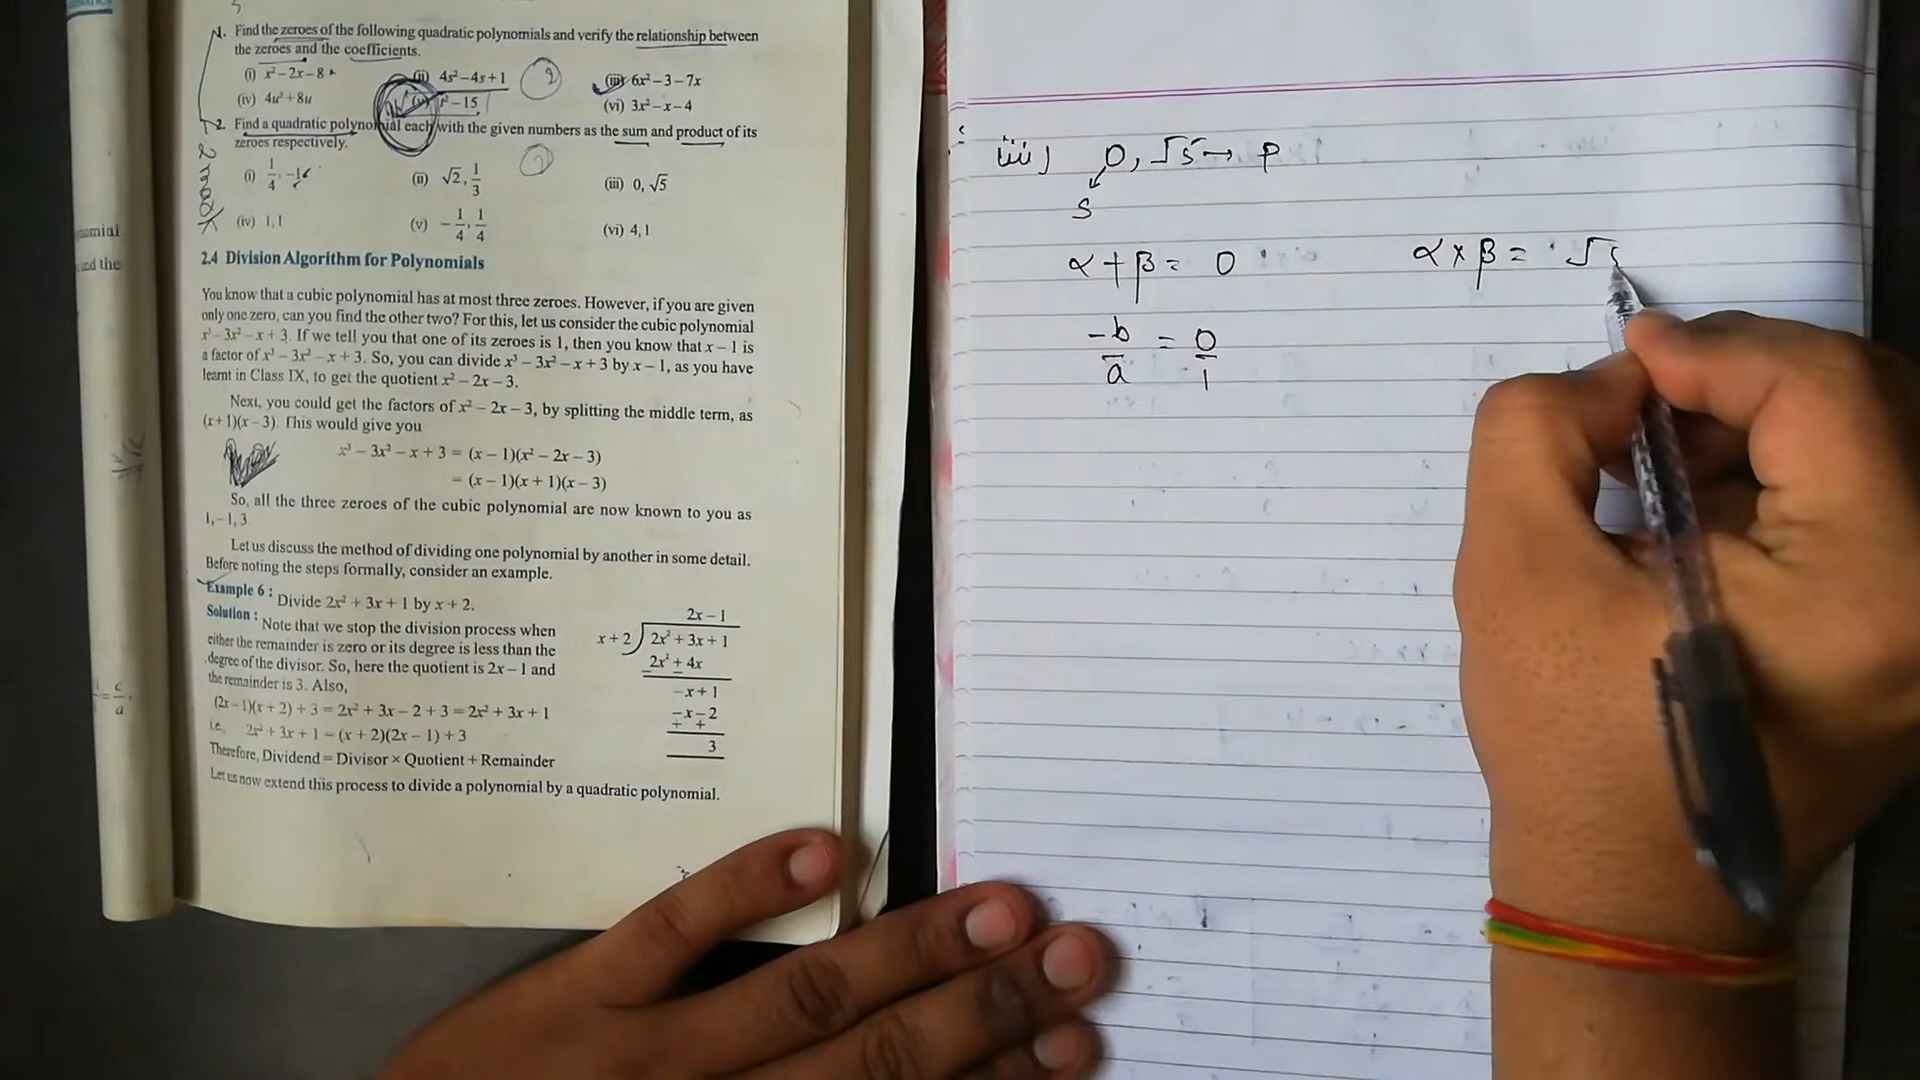 1. Find the zeroes of the following quadratic polynomials and verify the relationship between
the zeroes and the coefficients.
(i) x² – 2x – 8 (ii) 4s² – 4s + 1 (iii) 6x² – 3 – 7x
(iv) 4u² + 8u (v) t² – 15 (vi) 3x² – x – 4
2. Find a quadratic polynomial each with the given numbers as the sum and product of its
zeroes respectively.
(i) 1/4, –1 (ii) √2, 1/3 (iii) 0, √5
(iv) 1, 1 (v) –1/4, 1/4 (vi) 4, 1
2.4 Division Algorithm for Polynomials
You know that a cubic polynomial has at most three zeroes. However, if you are given
only one zero, can you find the other two? For this, let us consider the cubic polynomial
x³ – 3x² – x + 3. If we tell you that one of its zeroes is 1, then you know that x – 1 is
a factor of x³ – 3x² – x + 3. So, you can divide x³ – 3x² – x + 3 by x – 1, as you have
learnt in Class IX, to get the quotient x² – 2x – 3.
Next, you could get the factors of x² – 2x – 3, by splitting the middle term, as
(x + 1)(x – 3). This would give you
x³ – 3x² – x + 3 = (x – 1)(x² – 2x – 3)
= (x – 1)(x + 1)(x – 3)
So, all the three zeroes of the cubic polynomial are now known to you as
1, – 1, 3.
Let us discuss the method of dividing one polynomial by another in some detail.
Before noting the steps formally, consider an example.
Example 6 : Divide 2x² + 3x + 1 by x + 2.
Solution : Note that we stop the division process when
either the remainder is zero or its degree is less than the
degree of the divisor. So, here the quotient is 2x – 1 and
the remainder is 3. Also,
(2x – 1)(x + 2) + 3 = 2x² + 3x – 2 + 3 = 2x² + 3x + 1
i.e., 2x² + 3x + 1 = (x + 2)(2x – 1) + 3
Therefore, Dividend = Divisor × Quotient + Remainder
Let us now extend this process to divide a polynomial by a quadratic polynomial.
2x – 1
x + 2 2x² + 3x + 1
2x² + 4x
– –
– x + 1
– x – 2
+ +
3
nomial
and the
c/a
2 mark
2
iii) 0, √5 → P
S
α + β = 0 α × β = √5
-b/a = 0/1